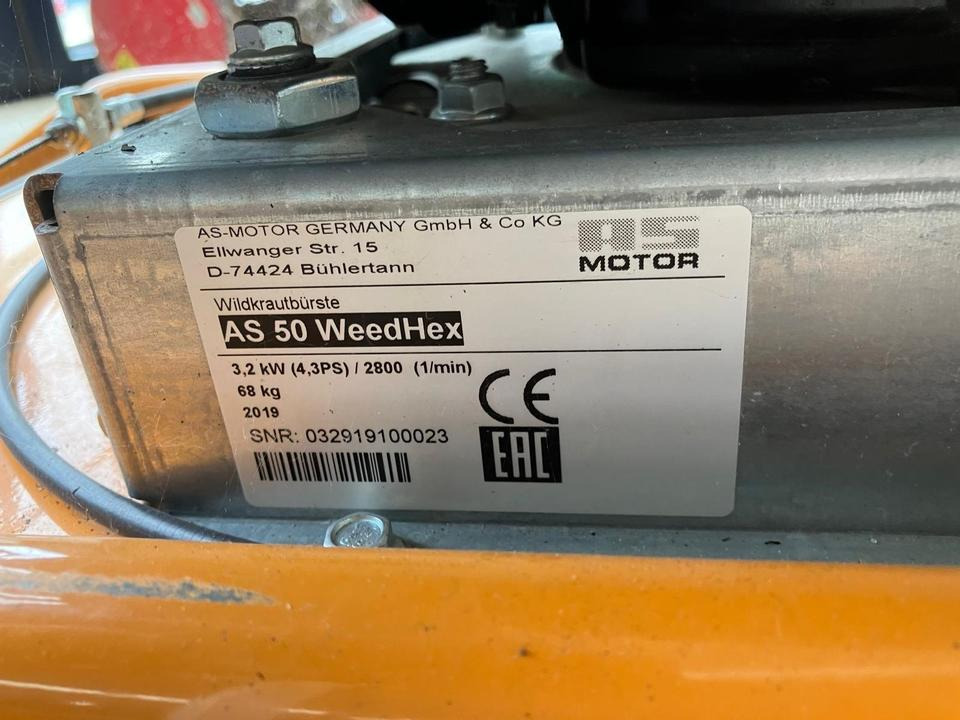 AS-MOTOR GERMANY GmbH & Co KG
Ellwanger Str. 15
D-74424 Bühlertann
AS
MOTOR
Wildkrautbürste
AS 50 WeedHex
3,2 kW (4,3PS) / 2800 (1/min)
68 kg
2019
SNR: 032919100023
CE
EAC